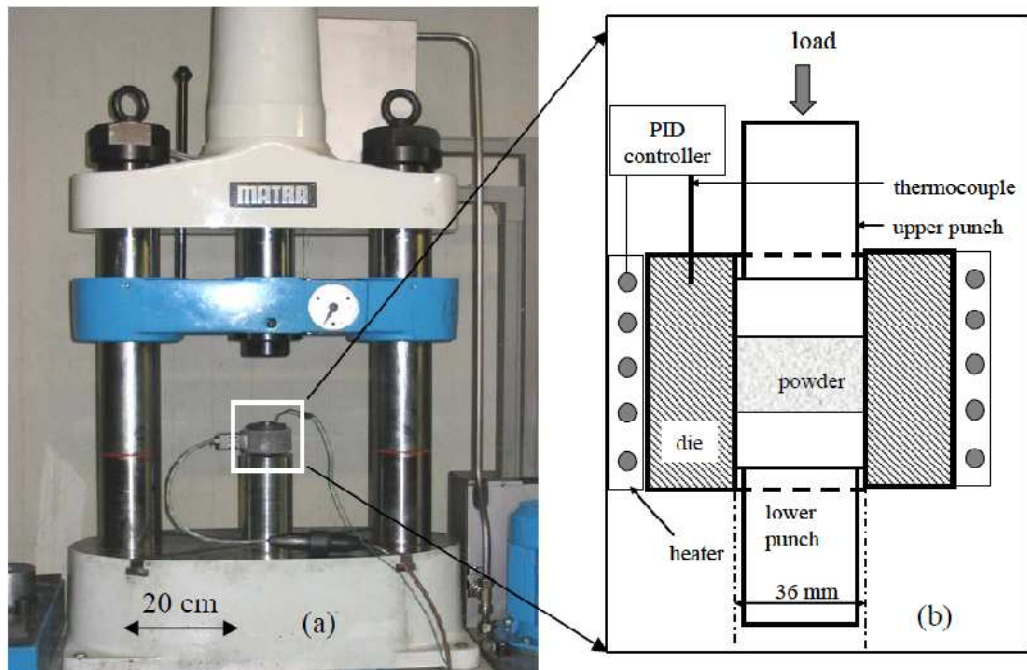 MATRA
20 cm
(a)
load
PID
controller
thermocouple
upper punch
powder
die
lower
punch
heater
36 mm
(b)